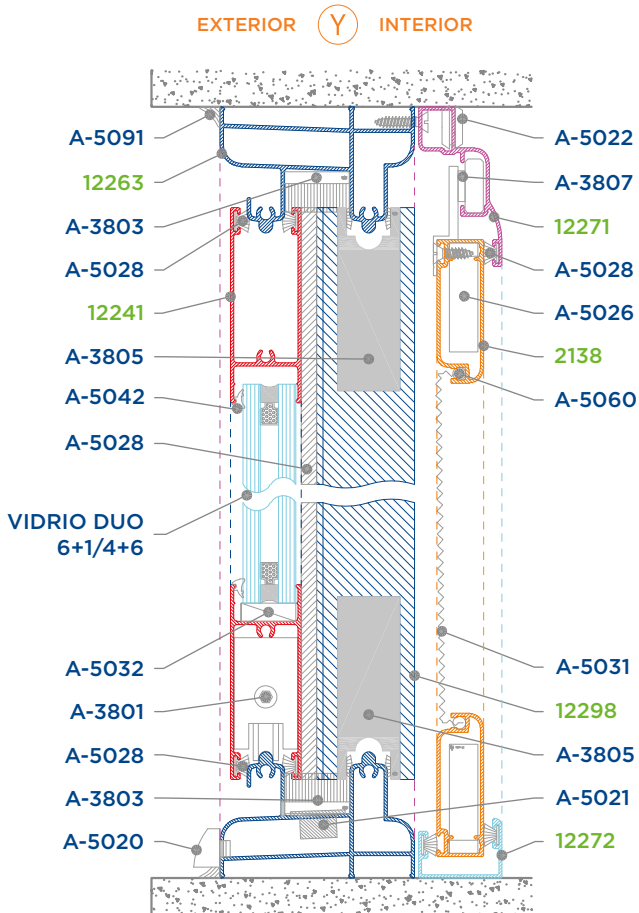 EXTERIOR Y INTERIOR
A-5091
12263
A-3803
A-5028
12241
A-3805
A-5042
A-5028
VIDRIO DUO
6+1/4+6
A-5032
A-3801
A-5028
A-3803
A-5020
A-5022
A-3807
12271
A-5028
A-5026
2138
A-5060
A-5031
12298
A-3805
A-5021
12272